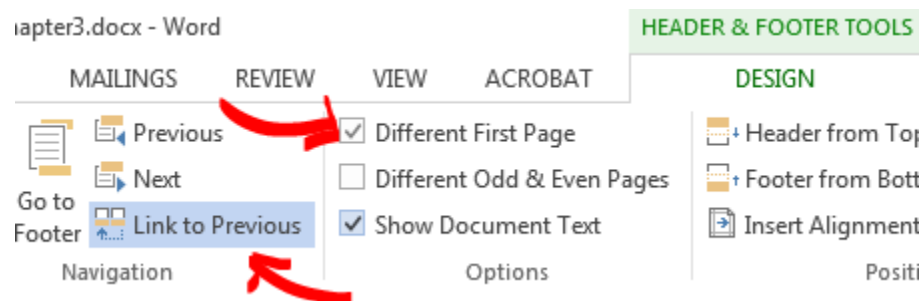 apter3.docx - Word
HEADER & FOOTER TOOLS
MAILINGS REVIEW VIEW ACROBAT DESIGN
Previous
Next
Link to Previous
Go to
Footer
Navigation
Different First Page
Different Odd & Even Pages
Show Document Text
Options
Header from Top
Footer from Bott
Insert Alignment
Positi